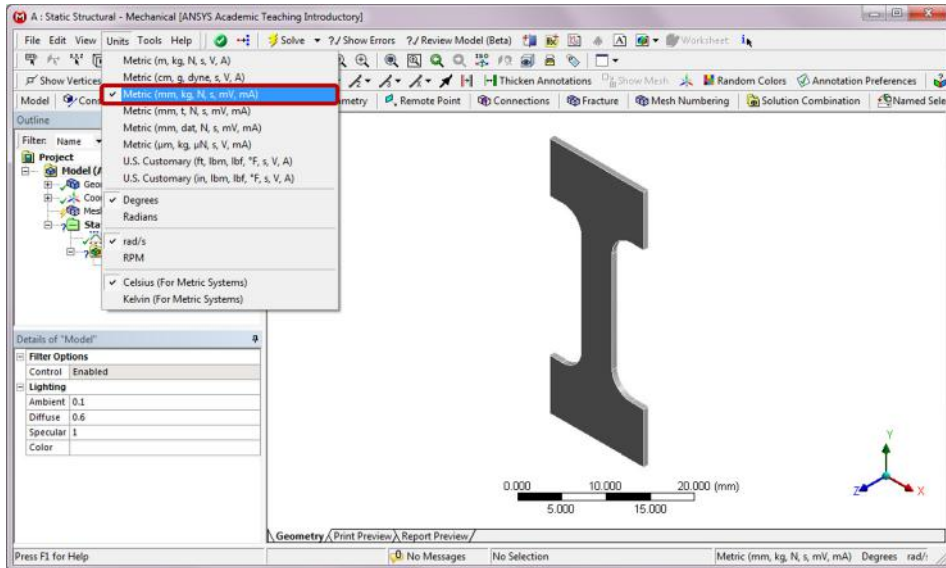 A : Static Structural - Mechanical [ANSYS Academic Teaching Introductory]
File Edit View Units Tools Help Solve ?/ Show Errors ?/ Review Model (Beta) A Worksheet
Show Vertices Thicken Annotations Show Mesh Random Colors Annotation Preferences
Model Remote Point Connections Fracture Mesh Numbering Solution Combination
Metric (m, kg, N, s, V, A)
Metric (cm, g, dyne, s, V, A)
Metric (mm, kg, N, s, mV, mA)
Metric (mm, t, N, s, mV, mA)
Metric (mm, dat, N, s, mV, mA)
Metric (µm, kg, µN, s, V, mA)
U.S. Customary (ft, lbm, lbf, °F, s, V, A)
U.S. Customary (in, lbm, lbf, °F, s, V, A)
Degrees
Radians
rad/s
RPM
Celsius (For Metric Systems)
Kelvin (For Metric Systems)
Outline
Filter: Name
Project
Details of "Model"
Filter Options
Control Enabled
Lighting
Ambient 0.1
Diffuse 0.6
Specular 1
Color
0.000 10.000 20.000 (mm)
5.000 15.000
Y
Z X
Geometry Print Preview Report Preview
Press F1 for Help No Messages No Selection Metric (mm, kg, N, s, mV, mA) Degrees